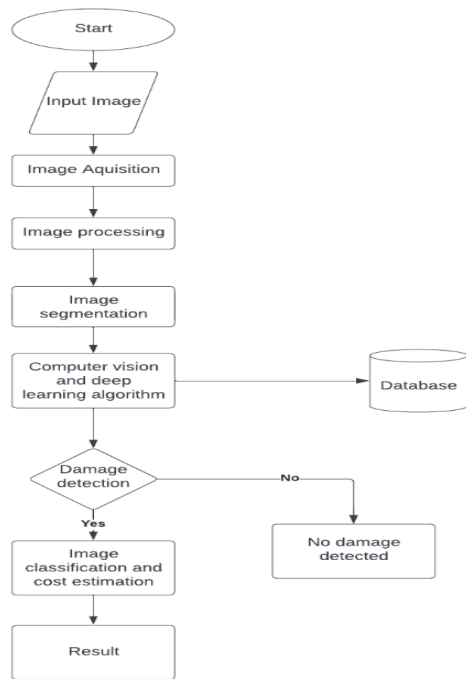 Start
Input Image
Image Aquisition
Image processing
Image
segmentation
Computer vision
and deep
learning algorithm
Database
Damage
detection
No
Yes
No damage
detected
Image
classification and
cost estimation
Result